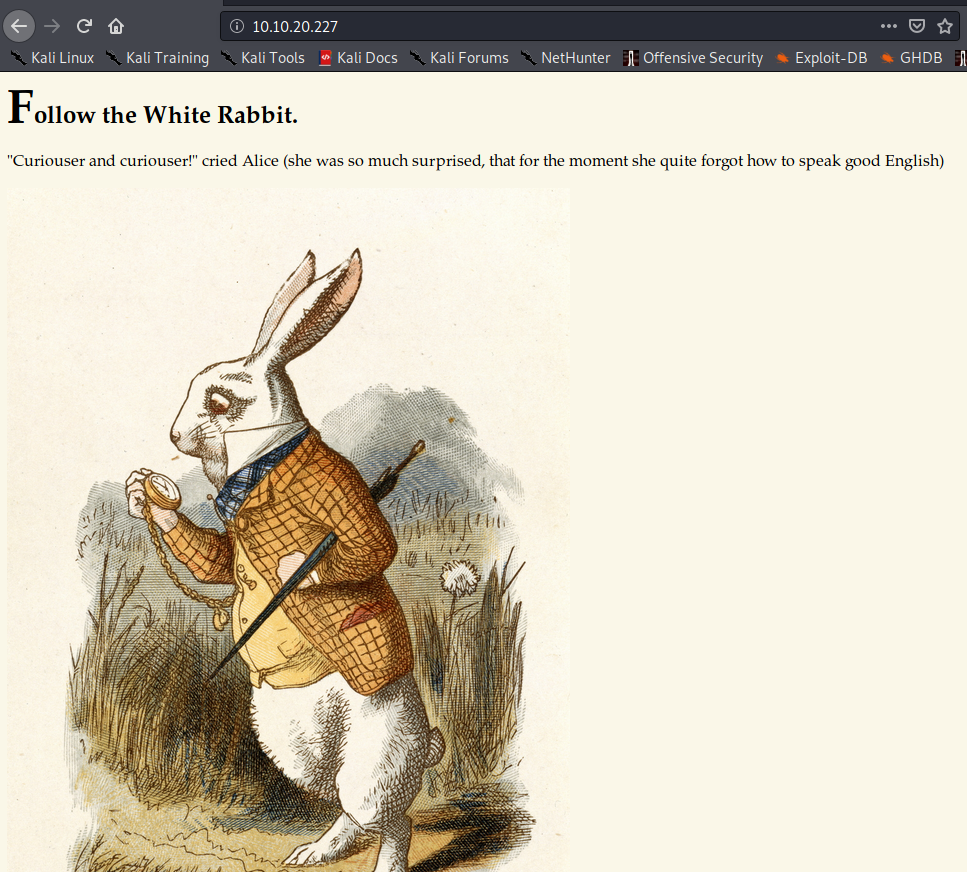 10.10.20.227
Kali Linux Kali Training Kali Tools Kali Docs Kali Forums NetHunter Offensive Security Exploit-DB GHDB
Follow the White Rabbit.
"Curiouser and curiouser!" cried Alice (she was so much surprised, that for the moment she quite forgot how to speak good English)